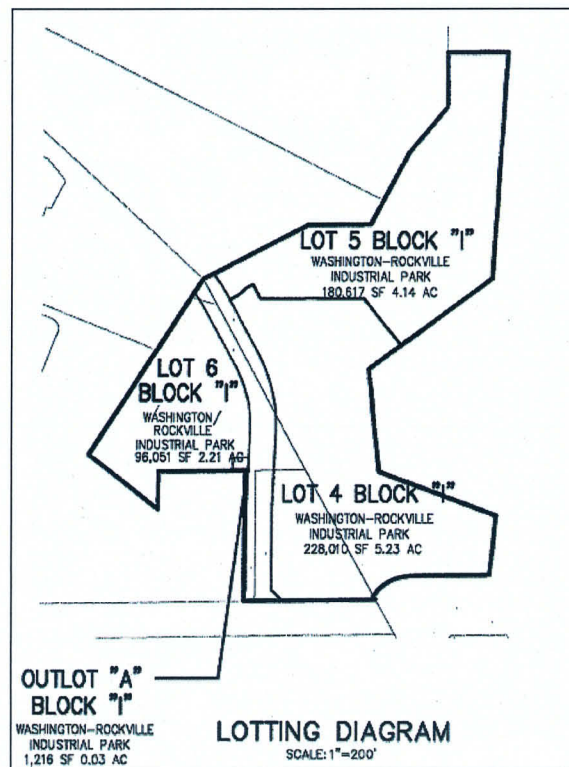 LOT 5 BLOCK "I"
WASHINGTON-ROCKVILLE
INDUSTRIAL PARK
180,617 SF 4.14 AC
LOT 6
BLOCK "I"
WASHINGTON/
ROCKVILLE
INDUSTRIAL PARK
96,051 SF 2.21 AC
LOT 4 BLOCK "I"
WASHINGTON-ROCKVILLE
INDUSTRIAL PARK
228,010 SF 5.23 AC
OUTLOT "A"
BLOCK "I"
WASHINGTON-ROCKVILLE
INDUSTRIAL PARK
1,216 SF 0.03 AC
LOTTING DIAGRAM
SCALE: 1"=200'